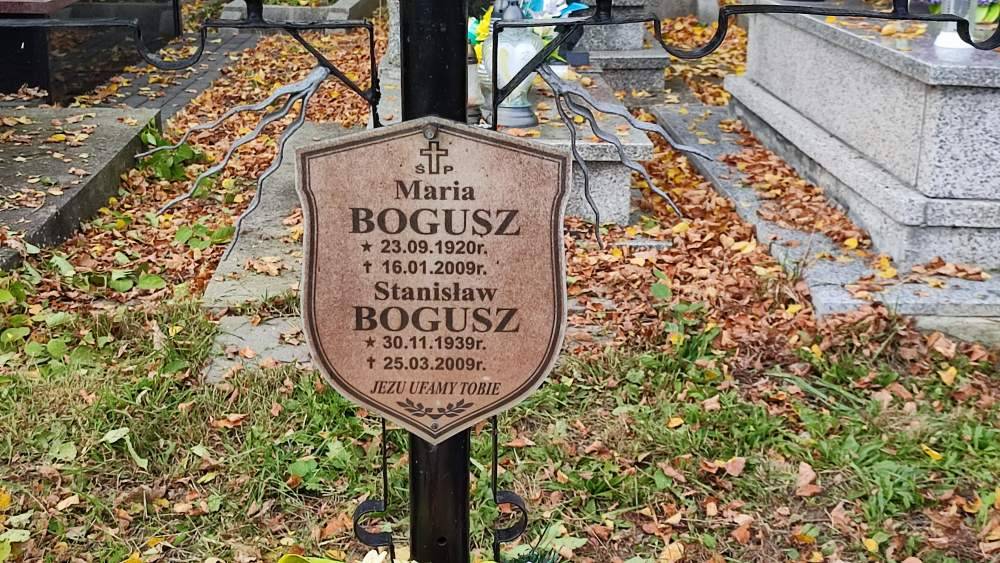 Ś P
Maria
BOGUSZ
★ 23.09.1920r.
✝ 16.01.2009r.
Stanisław
BOGUSZ
★ 30.11.1939r.
✝ 25.03.2009r.
JEZU UFAMY TOBIE